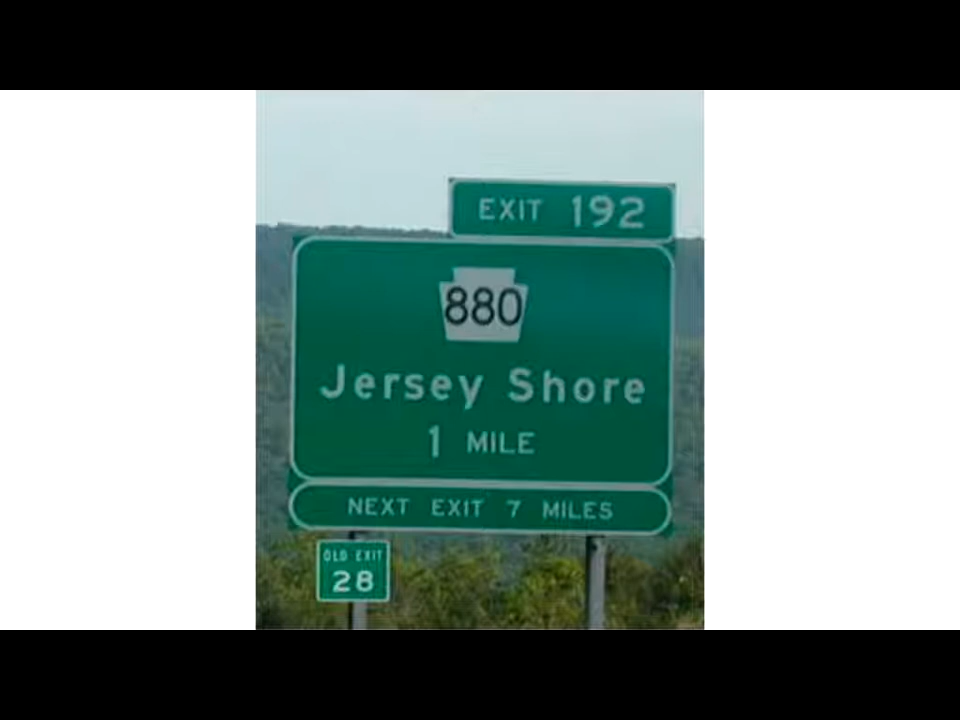 EXIT 192
880
Jersey Shore
1 MILE
NEXT EXIT 7 MILES
OLD EXIT
28